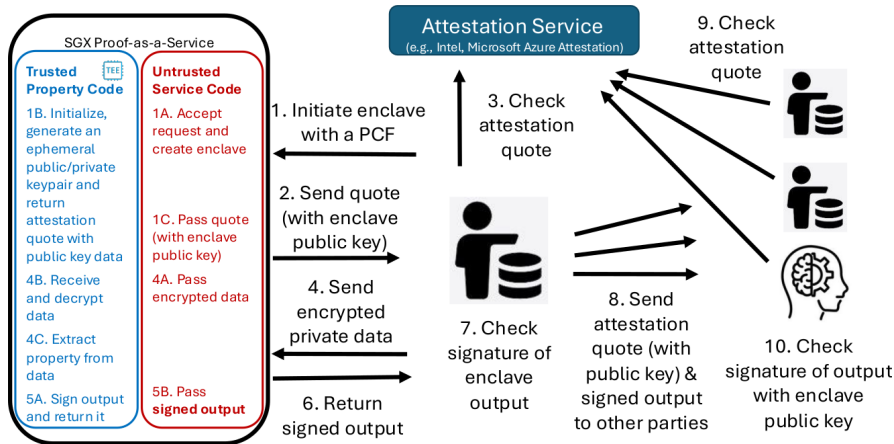 SGX Proof-as-a-Service
Trusted
Property Code
TEE
1B. Initialize,
generate an
ephemeral
public/private
keypair and
return
attestation
quote with
public key data
4B. Receive
and decrypt
data
4C. Extract
property from
data
5A. Sign output
and return it
Untrusted
Service Code
1A. Accept
request and
create enclave
1C. Pass quote
(with enclave
public key)
4A. Pass
encrypted data
5B. Pass
signed output
1. Initiate enclave
with a PCF
2. Send quote
(with enclave
public key)
4. Send
encrypted
private data
6. Return
signed output
Attestation Service
(e.g., Intel, Microsoft Azure Attestation)
3. Check
attestation
quote
7. Check
signature of
enclave
output
8. Send
attestation
quote (with
public key) &
signed output
to other parties
9. Check
attestation
quote
10. Check
signature of output
with enclave
public key